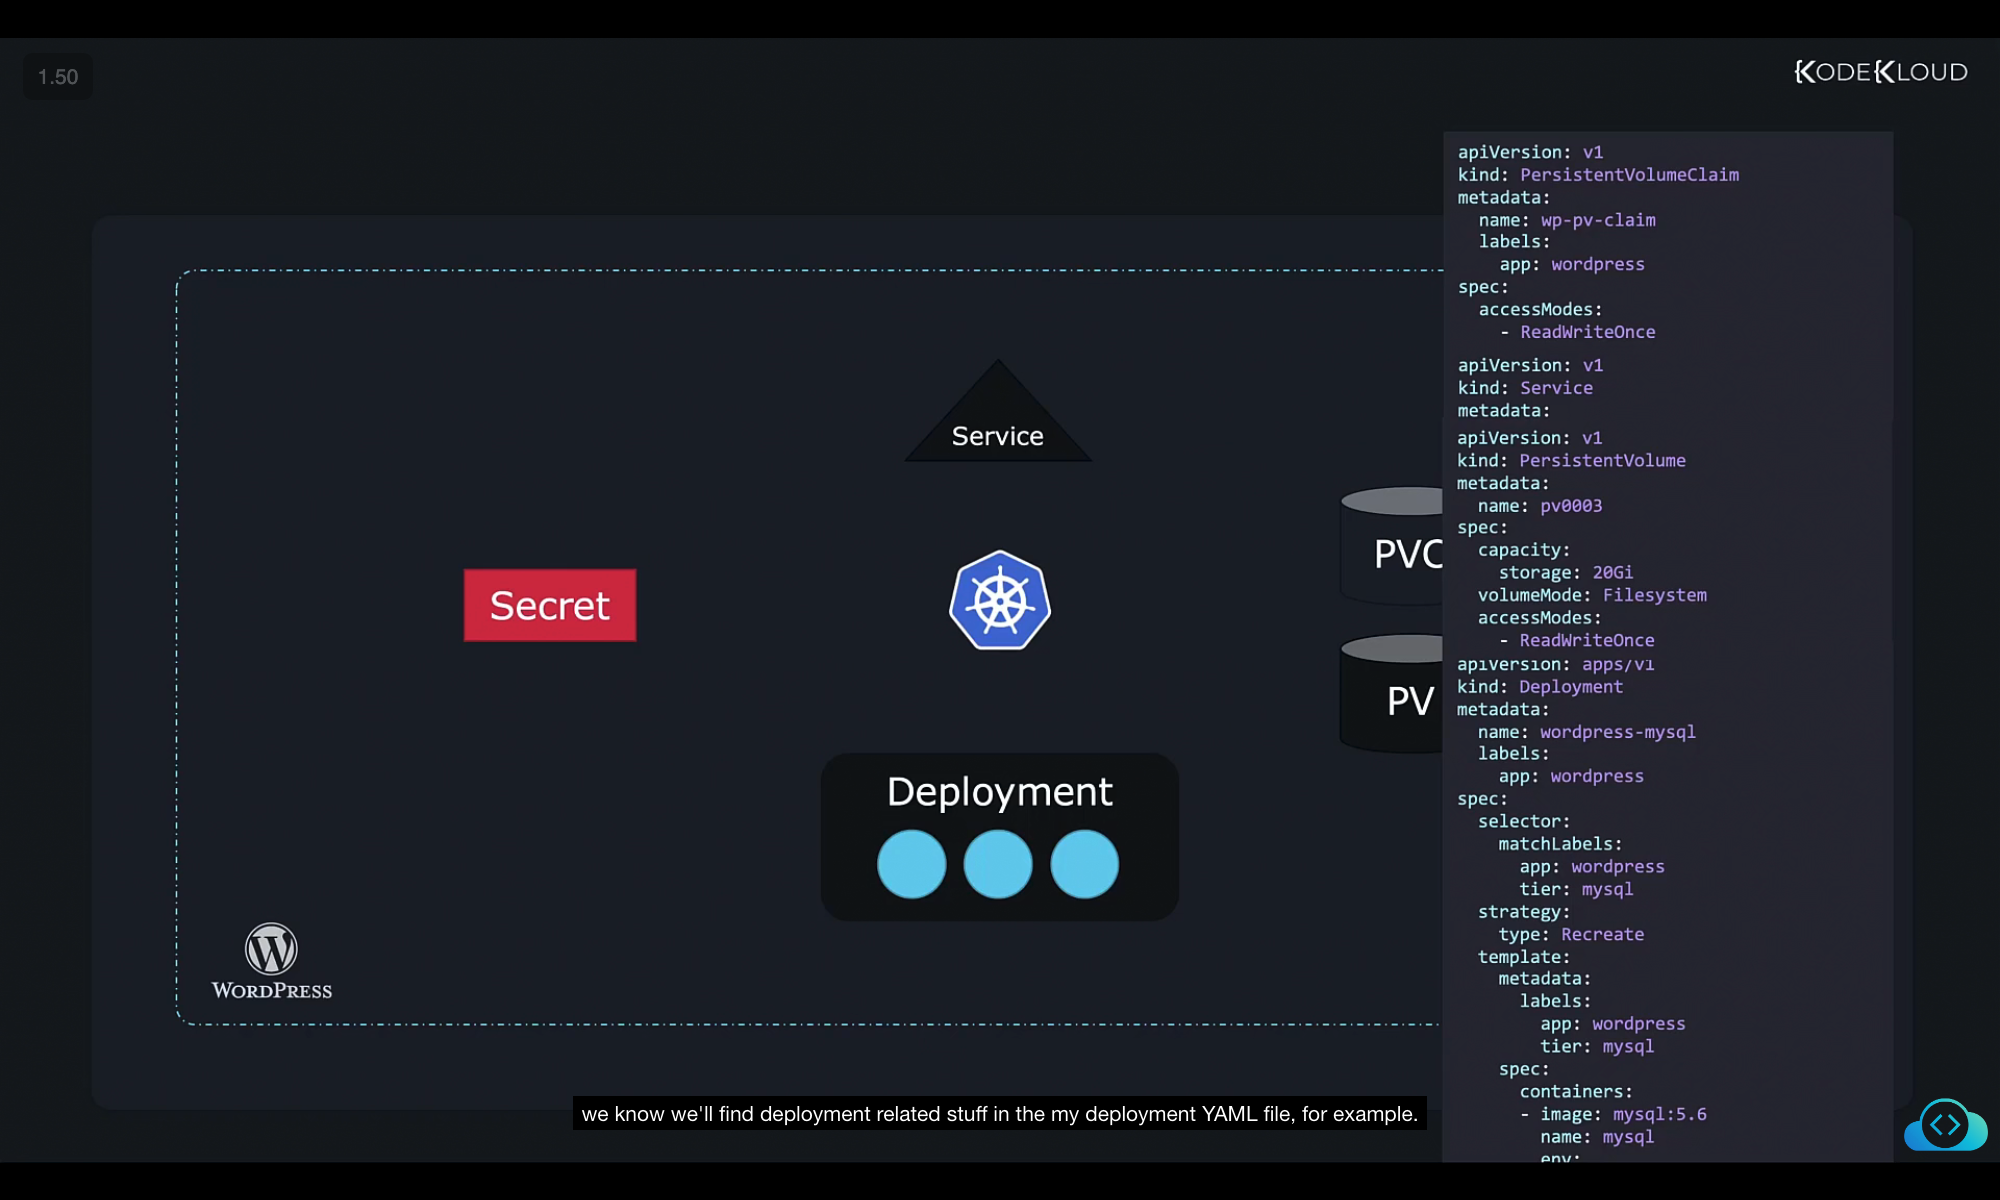 1.50
KODEKLOUD
Service
Secret
PVC
PV
Deployment
WORDPRESS
apiVersion: v1
kind: PersistentVolumeClaim
metadata:
  name: wp-pv-claim
  labels:
    app: wordpress
spec:
  accessModes:
    - ReadWriteOnce
apiVersion: v1
kind: Service
metadata:
apiVersion: v1
kind: PersistentVolume
metadata:
  name: pv0003
spec:
  capacity:
    storage: 20Gi
  volumeMode: Filesystem
  accessModes:
    - ReadWriteOnce
apiVersion: apps/v1
kind: Deployment
metadata:
  name: wordpress-mysql
  labels:
    app: wordpress
spec:
  selector:
    matchLabels:
      app: wordpress
      tier: mysql
  strategy:
    type: Recreate
  template:
    metadata:
      labels:
        app: wordpress
        tier: mysql
    spec:
      containers:
      - image: mysql:5.6
        name: mysql
        env:
we know we'll find deployment related stuff in the my deployment YAML file, for example.